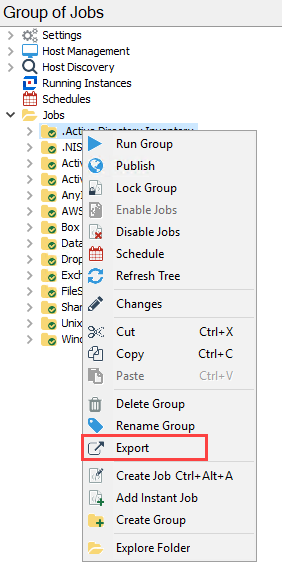 Group of Jobs
Settings
Host Management
Host Discovery
Running Instances
Schedules
Jobs
.Active Directory Inventory
.NIS
Activ
Activ
AnyI
AWS
Box
Data
Drop
Exch
FileS
Shar
Unix
Wind
Run Group
Publish
Lock Group
Enable Jobs
Disable Jobs
Schedule
Refresh Tree
Changes
Cut Ctrl+X
Copy Ctrl+C
Paste Ctrl+V
Delete Group
Rename Group
Export
Create Job Ctrl+Alt+A
Add Instant Job
Create Group
Explore Folder